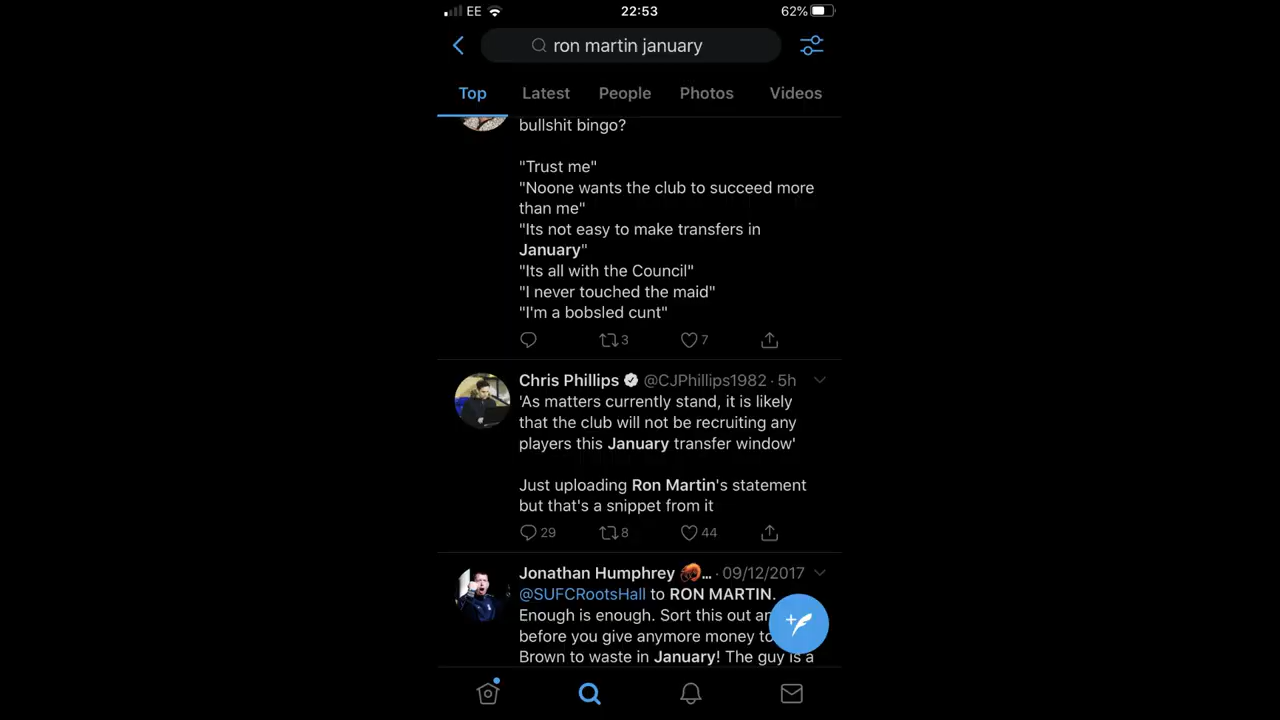 EE
22:53
62%
ron martin january
Top
Latest
People
Photos
Videos
bullshit bingo?
"Trust me"
"Noone wants the club to succeed more
than me"
"Its not easy to make transfers in
January"
"Its all with the Council"
"I never touched the maid"
"I'm a bobsled cunt"
3
7
Chris Phillips @CJPhillips1982 · 5h
'As matters currently stand, it is likely
that the club will not be recruiting any
players this January transfer window'
Just uploading Ron Martin's statement
but that's a snippet from it
29
8
44
Jonathan Humphrey ... · 09/12/2017
@SUFCRootsHall to RON MARTIN.
Enough is enough. Sort this out
before you give anymore money to
Brown to waste in January! The guy is a